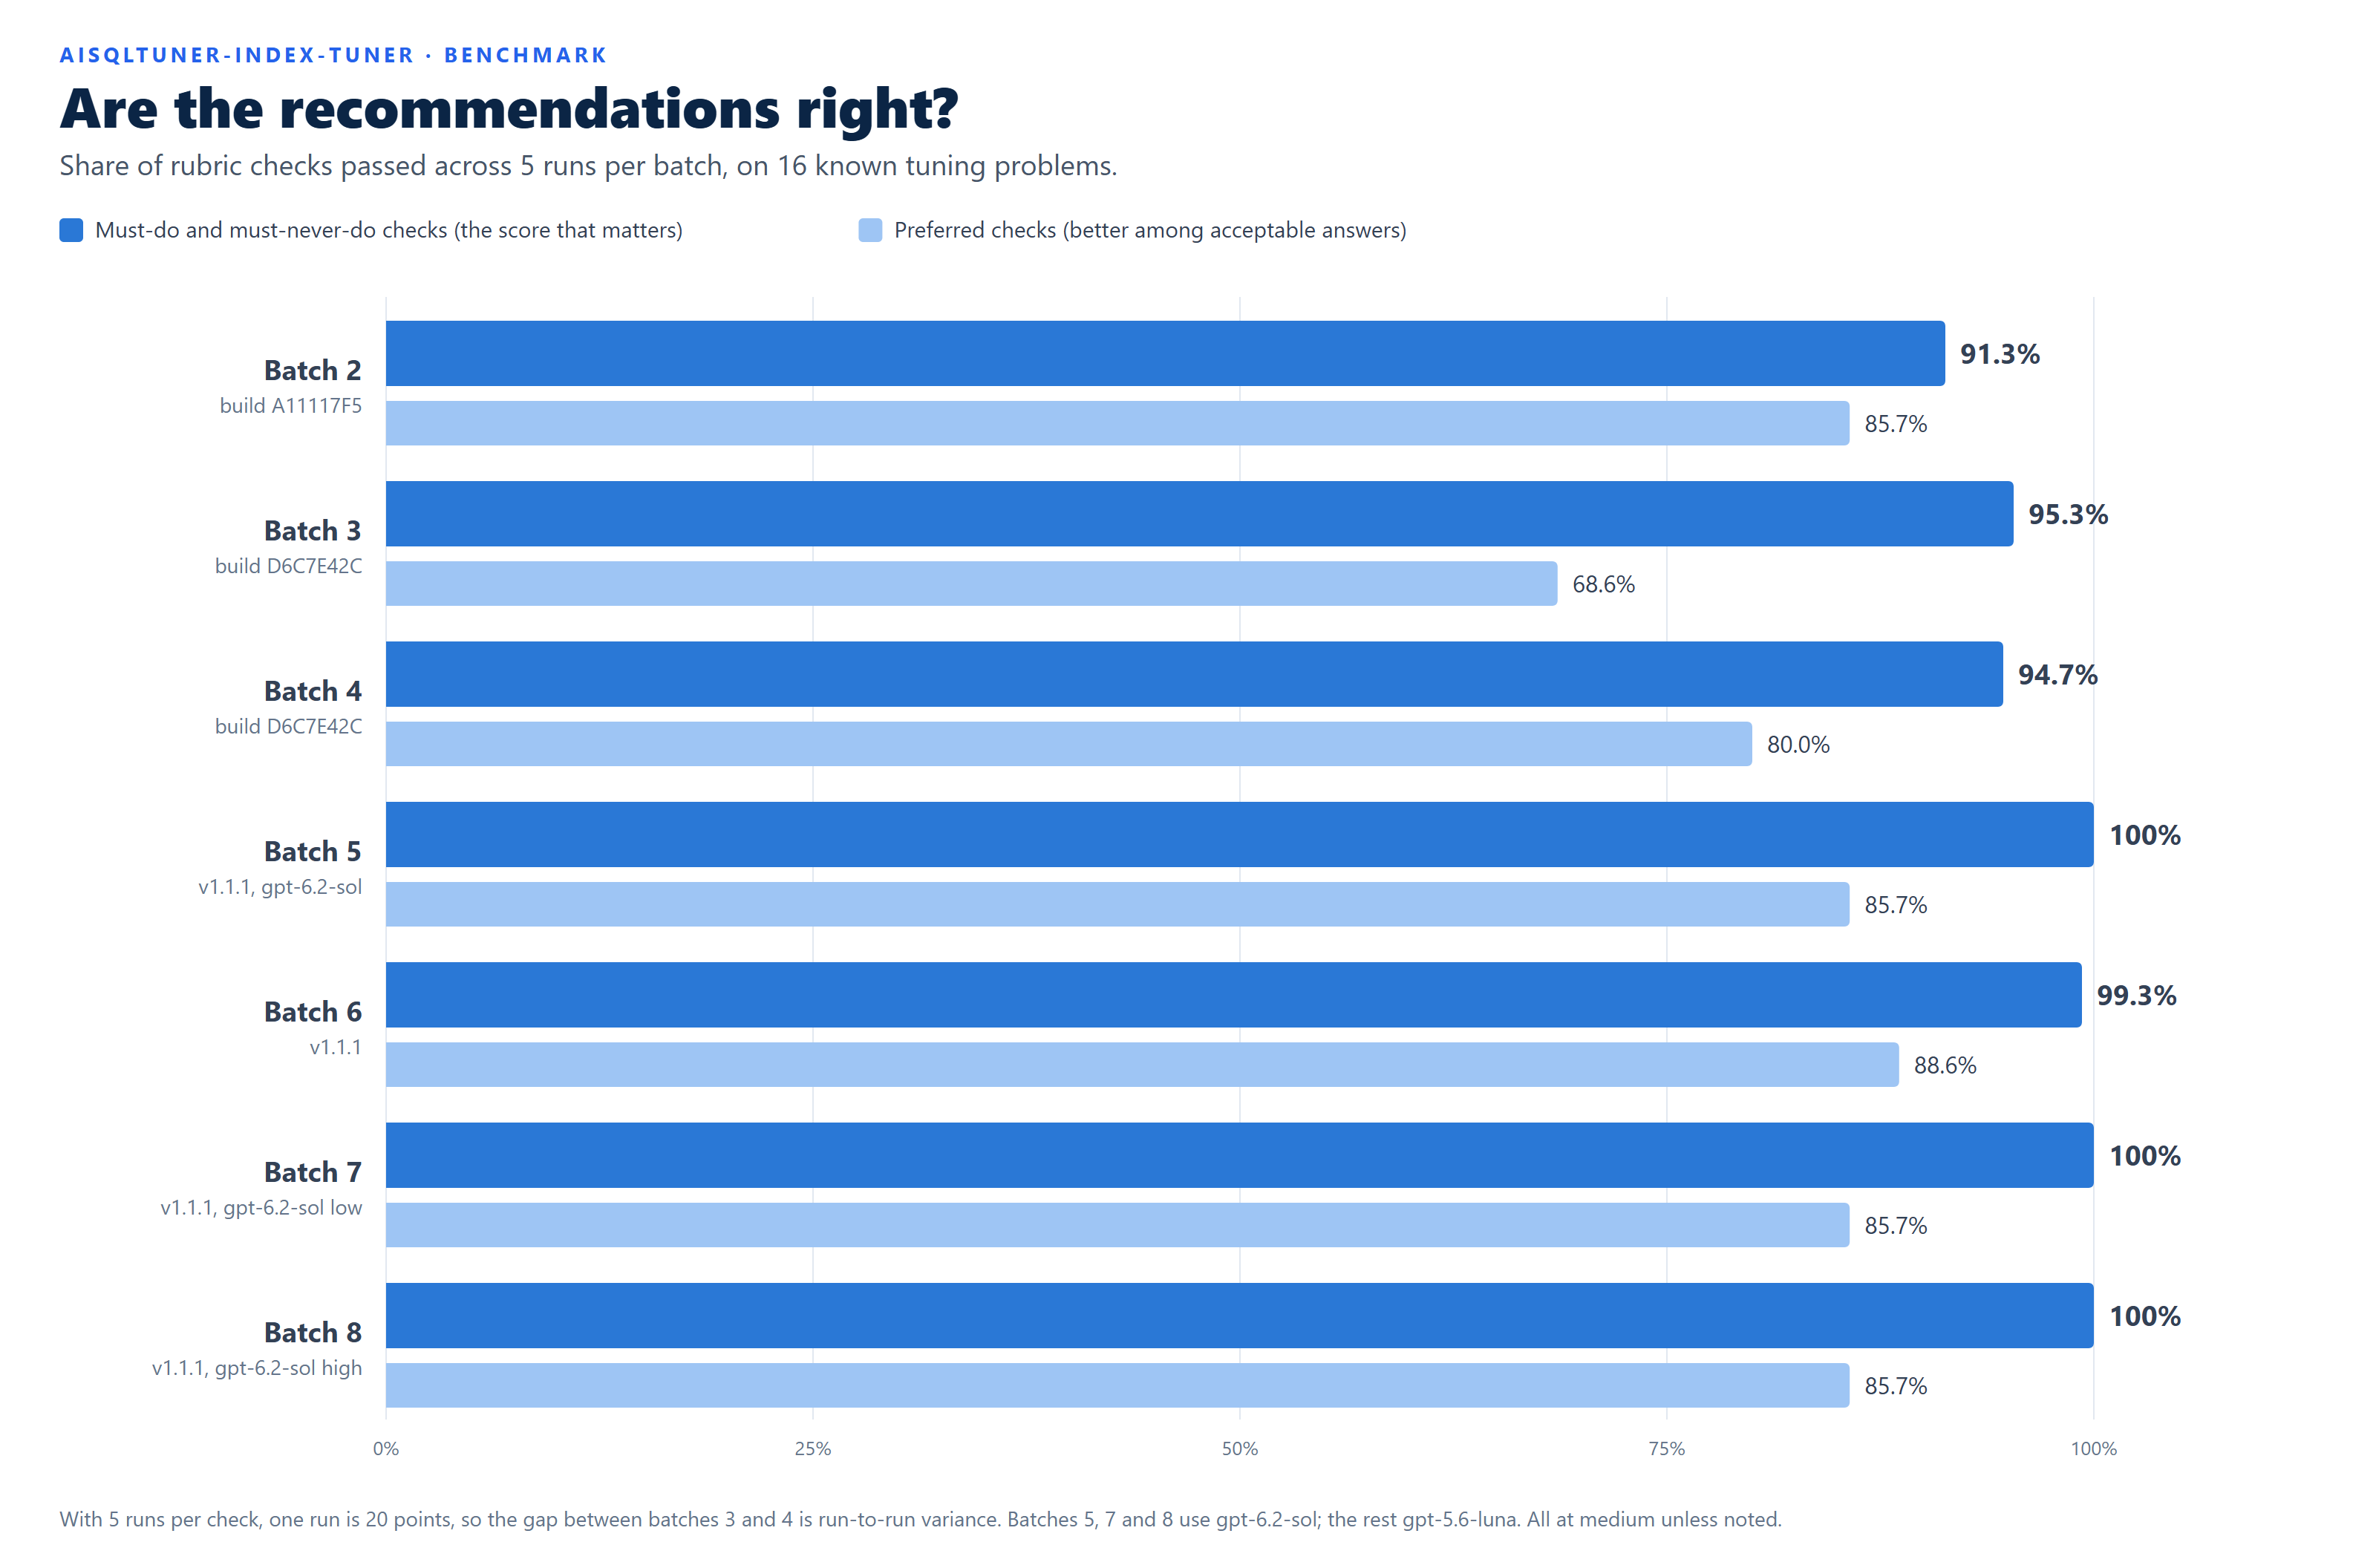 AISQLTUNER-INDEX-TUNER · BENCHMARK
Are the recommendations right?
Share of rubric checks passed across 5 runs per batch, on 16 known tuning problems.
Must-do and must-never-do checks (the score that matters)
Preferred checks (better among acceptable answers)
Batch 2
build A11117F5
91.3%
85.7%
Batch 3
build D6C7E42C
95.3%
68.6%
Batch 4
build D6C7E42C
94.7%
80.0%
Batch 5
v1.1.1, gpt-6.2-sol
100%
85.7%
Batch 6
v1.1.1
99.3%
88.6%
Batch 7
v1.1.1, gpt-6.2-sol low
100%
85.7%
Batch 8
v1.1.1, gpt-6.2-sol high
100%
85.7%
0%
25%
50%
75%
100%
With 5 runs per check, one run is 20 points, so the gap between batches 3 and 4 is run-to-run variance. Batches 5, 7 and 8 use gpt-6.2-sol; the rest gpt-5.6-luna. All at medium unless noted.